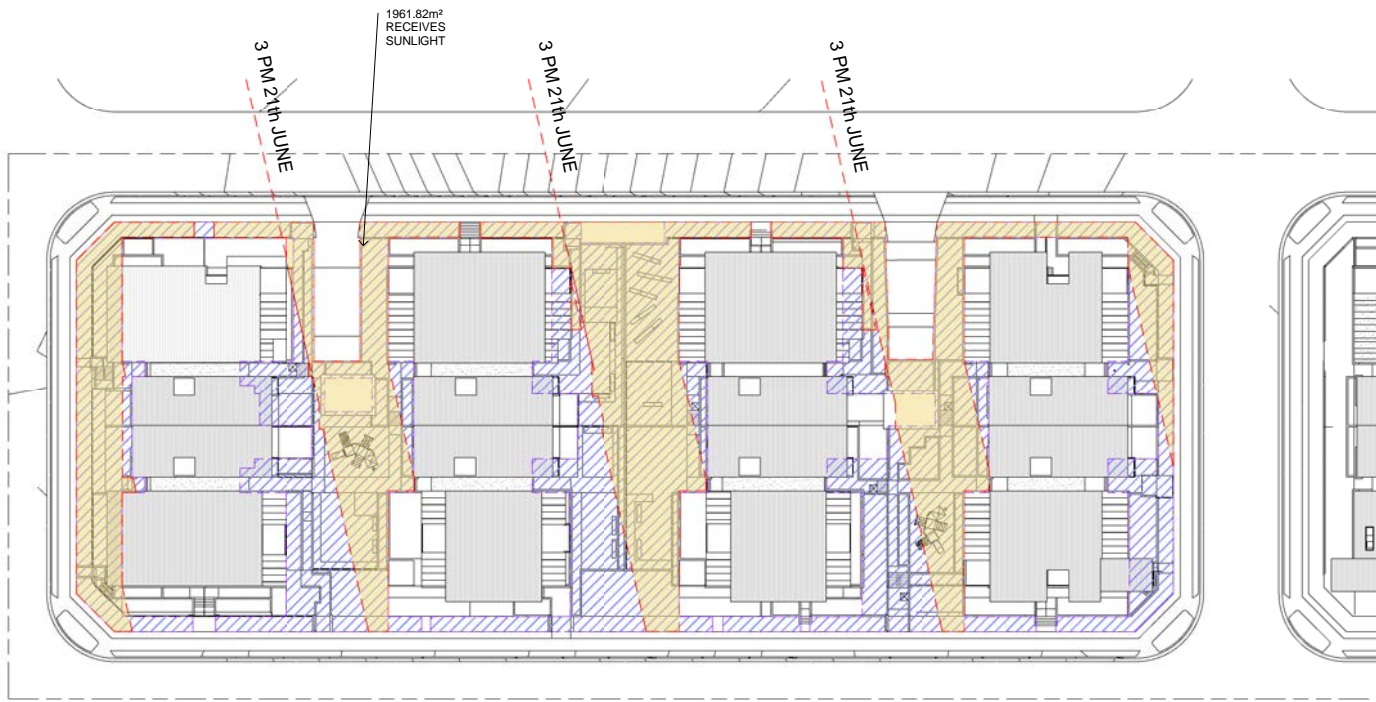 1961.82m²
RECEIVES
SUNLIGHT
3 PM 21th JUNE
3 PM 21th JUNE
3 PM 21th JUNE